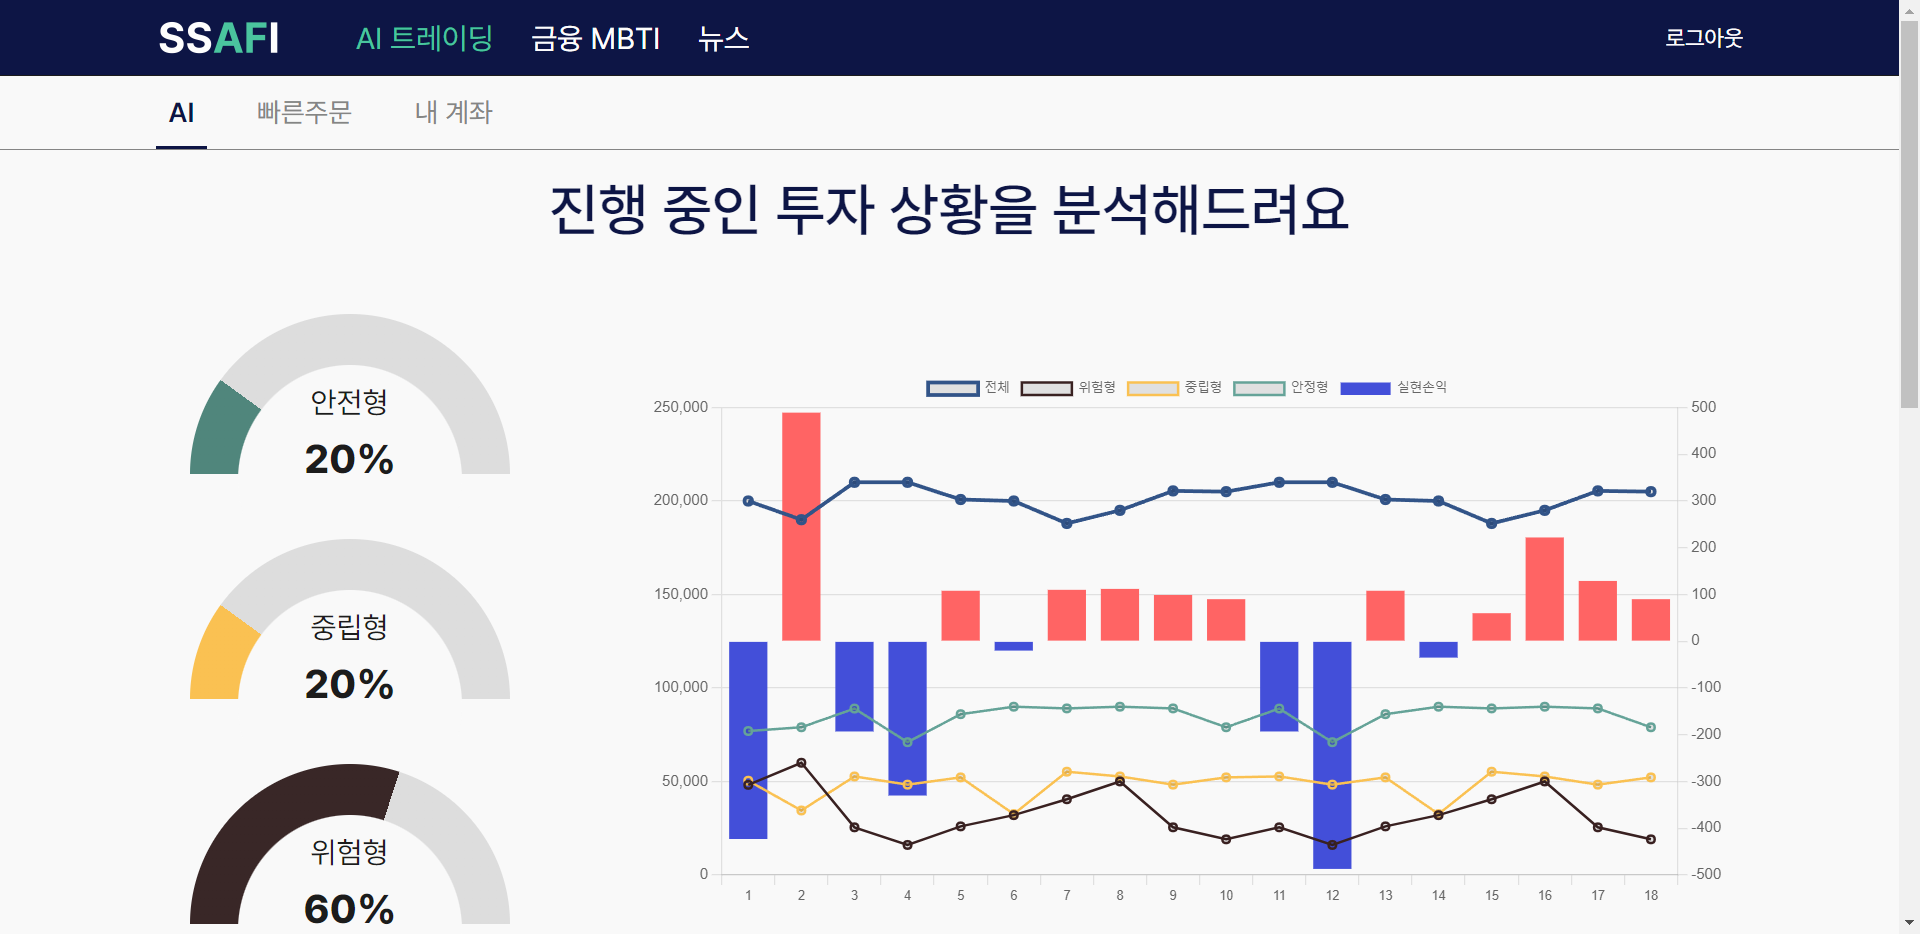 SSAFI AI 트레이딩 금융 MBTI 뉴스 로그아웃
AI 빠른주문 내 계좌
진행 중인 투자 상황을 분석해드려요
안전형
20%
중립형
20%
위험형
60%
전체 위험형 중립형 안정형 실현손익
250,000 500
400
200,000 300
200
150,000 100
0
100,000 -100
-200
50,000 -300
-400
0 -500
1 2 3 4 5 6 7 8 9 10 11 12 13 14 15 16 17 18